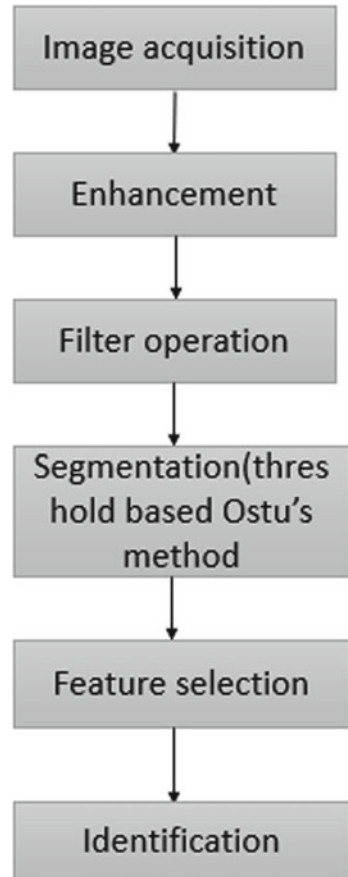 Image acquisition
Enhancement
Filter operation
Segmentation(thres
hold based Ostu's
method
Feature selection
Identification